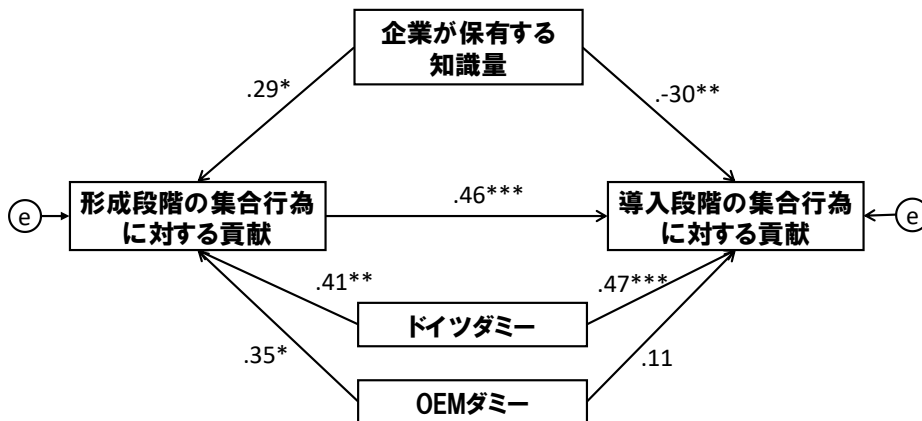 企業が保有する
知識量
.29*
.-30**
形成段階の集合行為
に対する貢献
.46***
導入段階の集合行為
に対する貢献
e
e
.41**
.47***
ドイツダミー
.35*
.11
OEMダミー